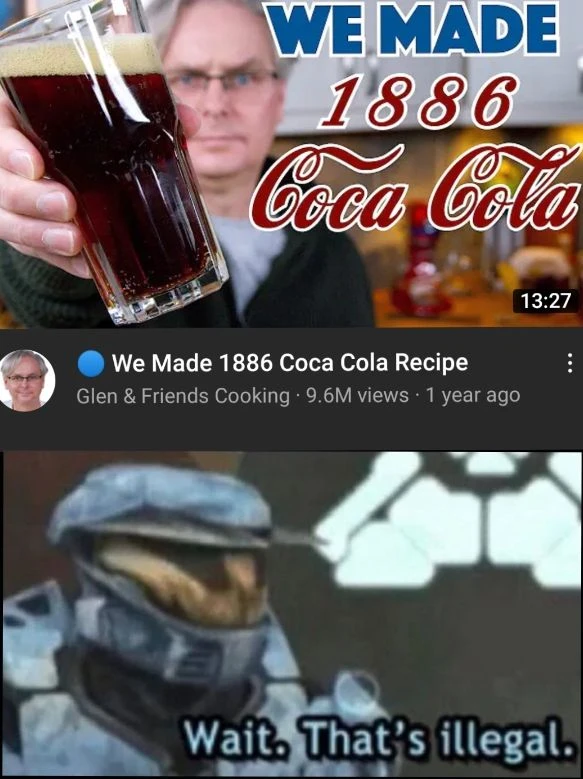 WE MADE
1886
Coca Cola
13:27
We Made 1886 Coca Cola Recipe
Glen & Friends Cooking · 9.6M views · 1 year ago
Wait. That's illegal.